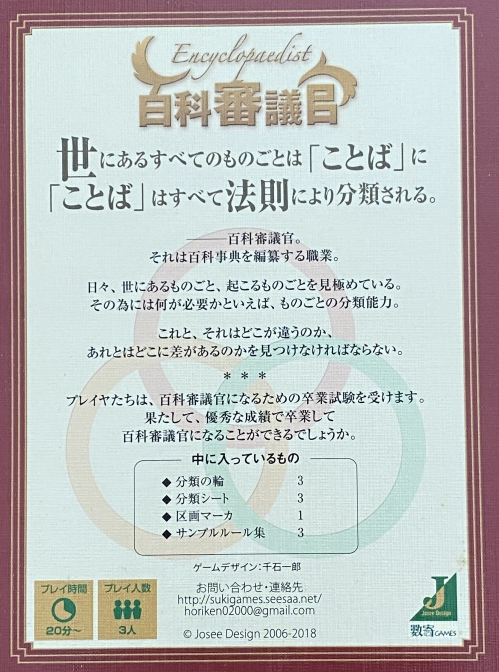 Encyclopaedist
百科審議官
世にあるすべてのものごとは「ことば」に
「ことば」はすべて法則により分類される。
――百科審議官。
それは百科事典を編纂する職業。
日々、世にあるものごと、起こるものごとを見極めている。
その為には何が必要かといえば、ものごとの分類能力。
これと、それはどこが違うのか、
あれとはどこに差があるのかを見つけなければならない。
＊＊＊
プレイヤたちは、百科審議官になるための卒業試験を受けます。
果たして、優秀な成績で卒業して
百科審議官になることができるでしょうか。
中に入っているもの
◆ 分類の輪 3
◆ 分類シート 3
◆ 区画マーカ 1
◆ サンプルルール集 3
ゲームデザイン：千石一郎
プレイ時間
20分～
プレイ人数
3人
お問い合わせ・連絡先
http://sukigames.seesaa.net/
horiken02000@gmail.com
© Josee Design 2006-2018
J
Josee Design
数寄GAMES